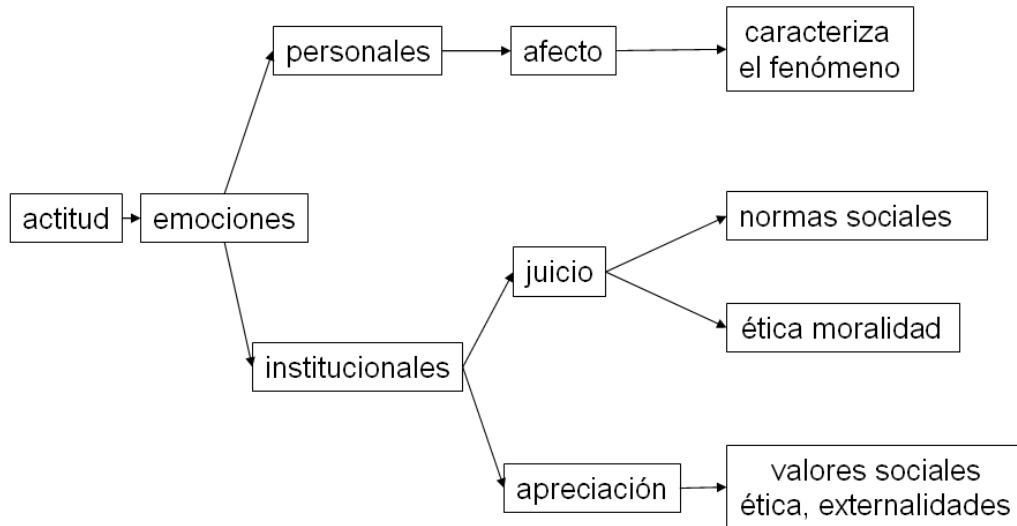 personales
afecto
caracteriza
el fenómeno
actitud
emociones
normas sociales
juicio
ética moralidad
institucionales
apreciación
valores sociales
ética, externalidades